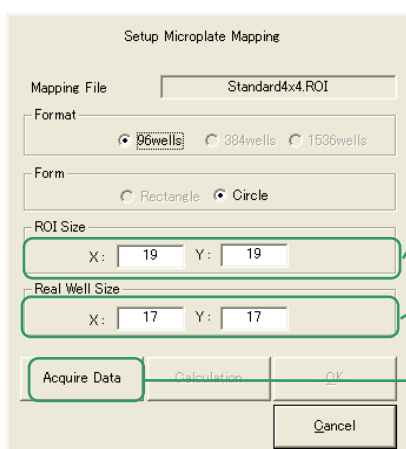 Setup Microplate Mapping
Mapping File Standard4x4.ROI
Format
96wells 384wells 1536wells
Form
Rectangle Circle
ROI Size
X: 19 Y: 19
Real Well Size
X: 17 Y: 17
Acquire Data Calculation OK
Cancel